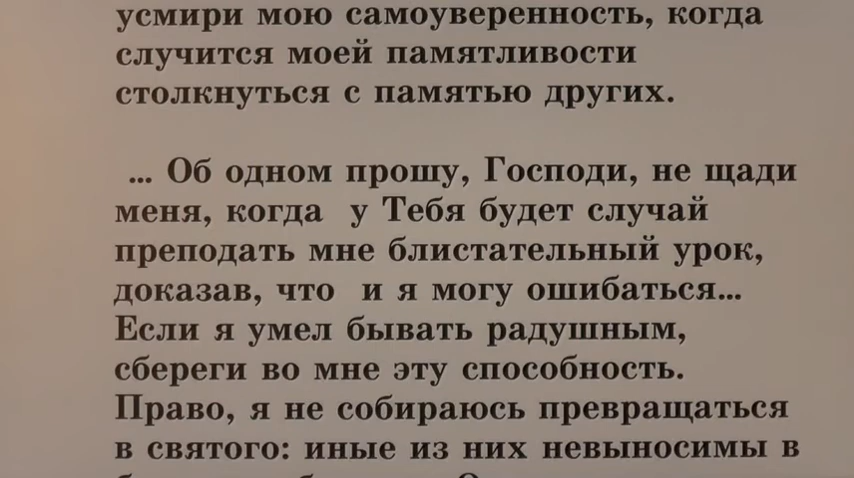 усмири мою самоуверенность, когда
случится моей памятливости
столкнуться с памятью других.
... Об одном прошу, Господи, не щади
меня, когда у Тебя будет случай
преподать мне блистательный урок,
доказав, что и я могу ошибаться...
Если я умел бывать радушным,
сбереги во мне эту способность.
Право, я не собираюсь превращаться
в святого: иные из них невыносимы в